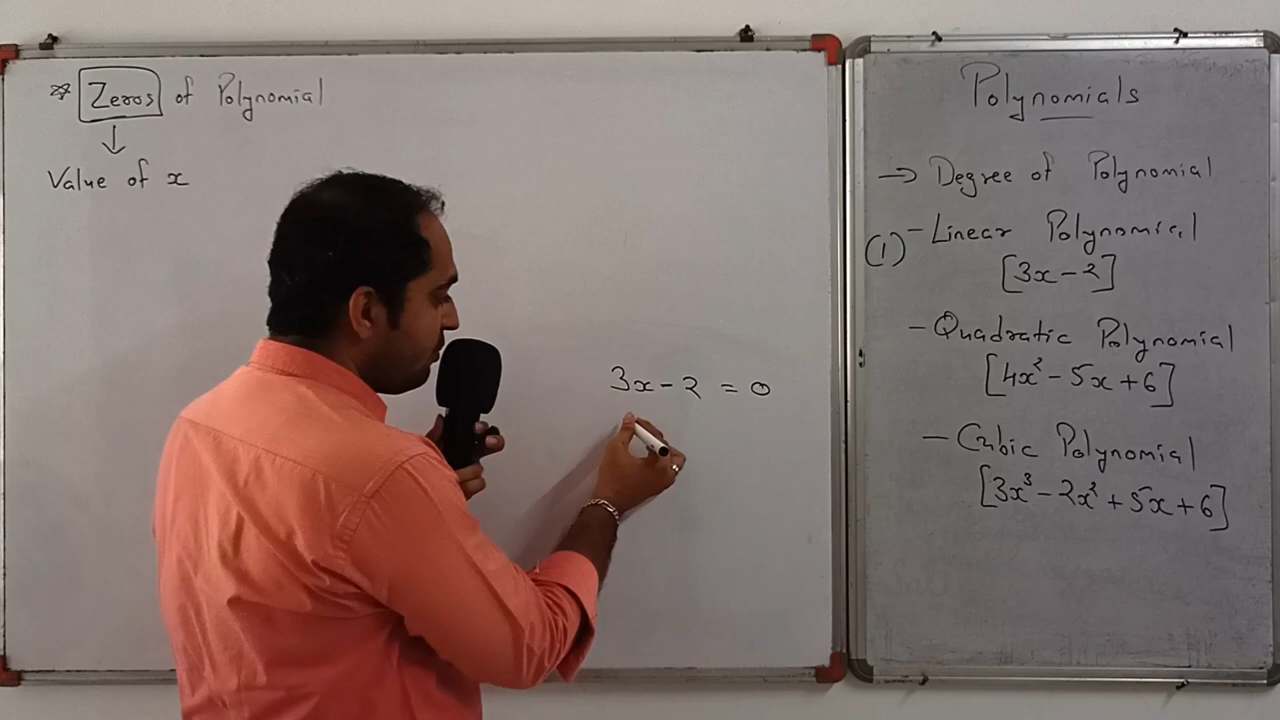 * Zeros of Polynomial
↓
Value of x
3x - 2 = 0
Polynomials
→ Degree of Polynomial
(1) - Linear Polynomial
[3x - 2]
- Quadratic Polynomial
[4x² - 5x + 6]
- Cubic Polynomial
[3x³ - 2x² + 5x + 6]